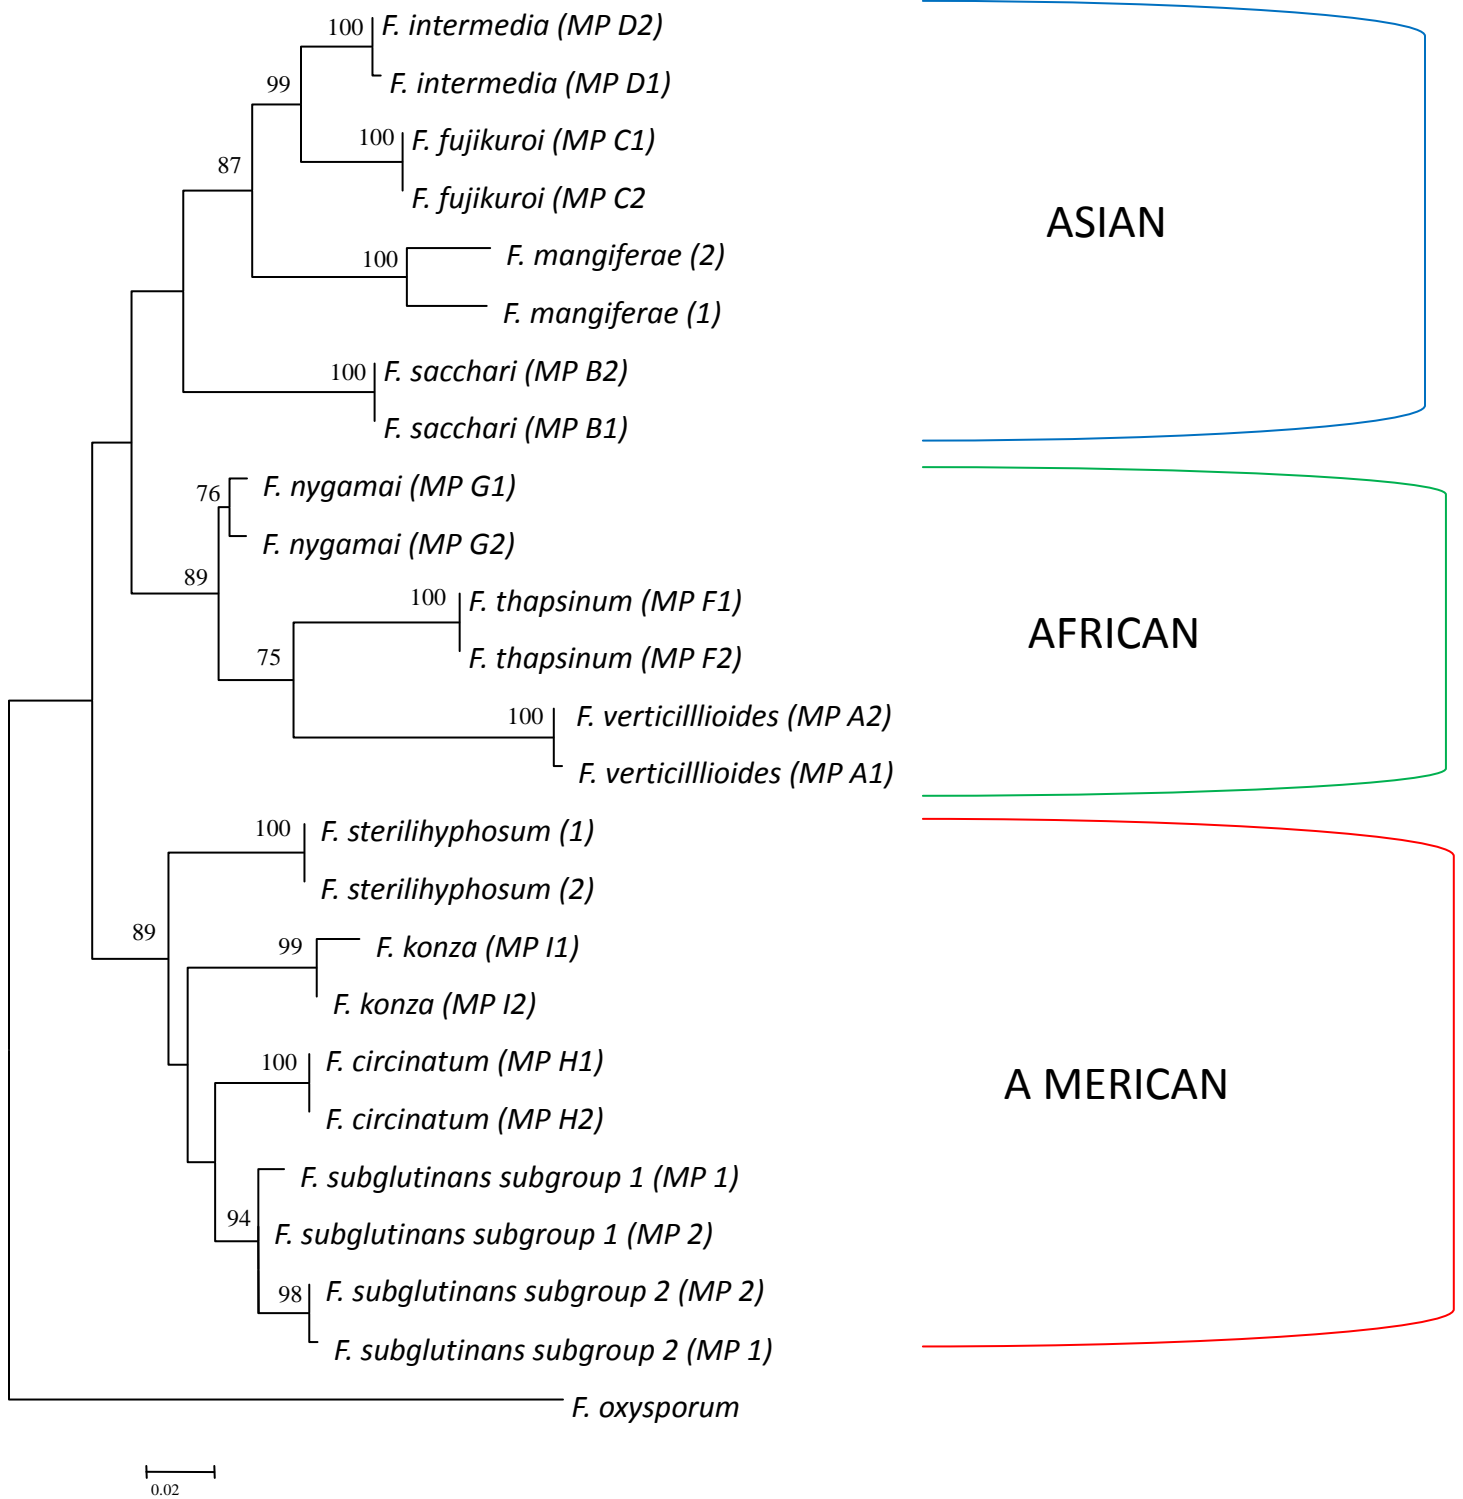 100 F. intermedia (MP D2)
F. intermedia (MP D1)
99
100 F. fujikuroi (MP C1)
87
F. fujikuroi (MP C2
ASIAN
100 F. mangiferae (2)
F. mangiferae (1)
100 F. sacchari (MP B2)
F. sacchari (MP B1)
76 F. nygamai (MP G1)
F. nygamai (MP G2)
89
100 F. thapsinum (MP F1)
AFRICAN
75 F. thapsinum (MP F2)
100 F. verticilllioides (MP A2)
F. verticilllioides (MP A1)
100 F. sterilihyphosum (1)
F. sterilihyphosum (2)
89
99 F. konza (MP I1)
F. konza (MP I2)
100 F. circinatum (MP H1)
A MERICAN
F. circinatum (MP H2)
F. subglutinans subgroup 1 (MP 1)
94
F. subglutinans subgroup 1 (MP 2)
98 F. subglutinans subgroup 2 (MP 2)
F. subglutinans subgroup 2 (MP 1)
F. oxysporum
0.02